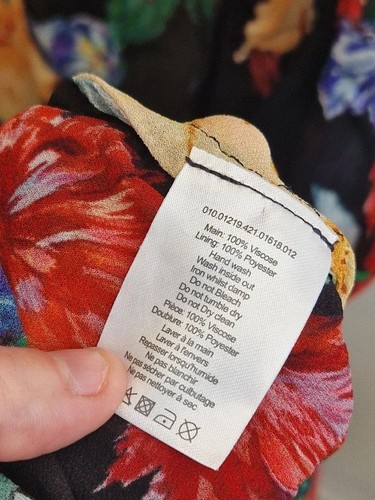 010.01219.421.01618.012
Main: 100% Viscose
Lining: 100% Polyester
Hand wash
Wash inside out
Iron whilst damp
Do not Bleach
Do not tumble dry
Do not Dry clean
Pièce: 100% Viscose
Doublure: 100% Polyester
Laver à la main
Laver à l'envers
Repasser lorsqu'humide
Ne pas blanchir
Ne pas sécher par culbutage
Ne pas nettoyer à sec